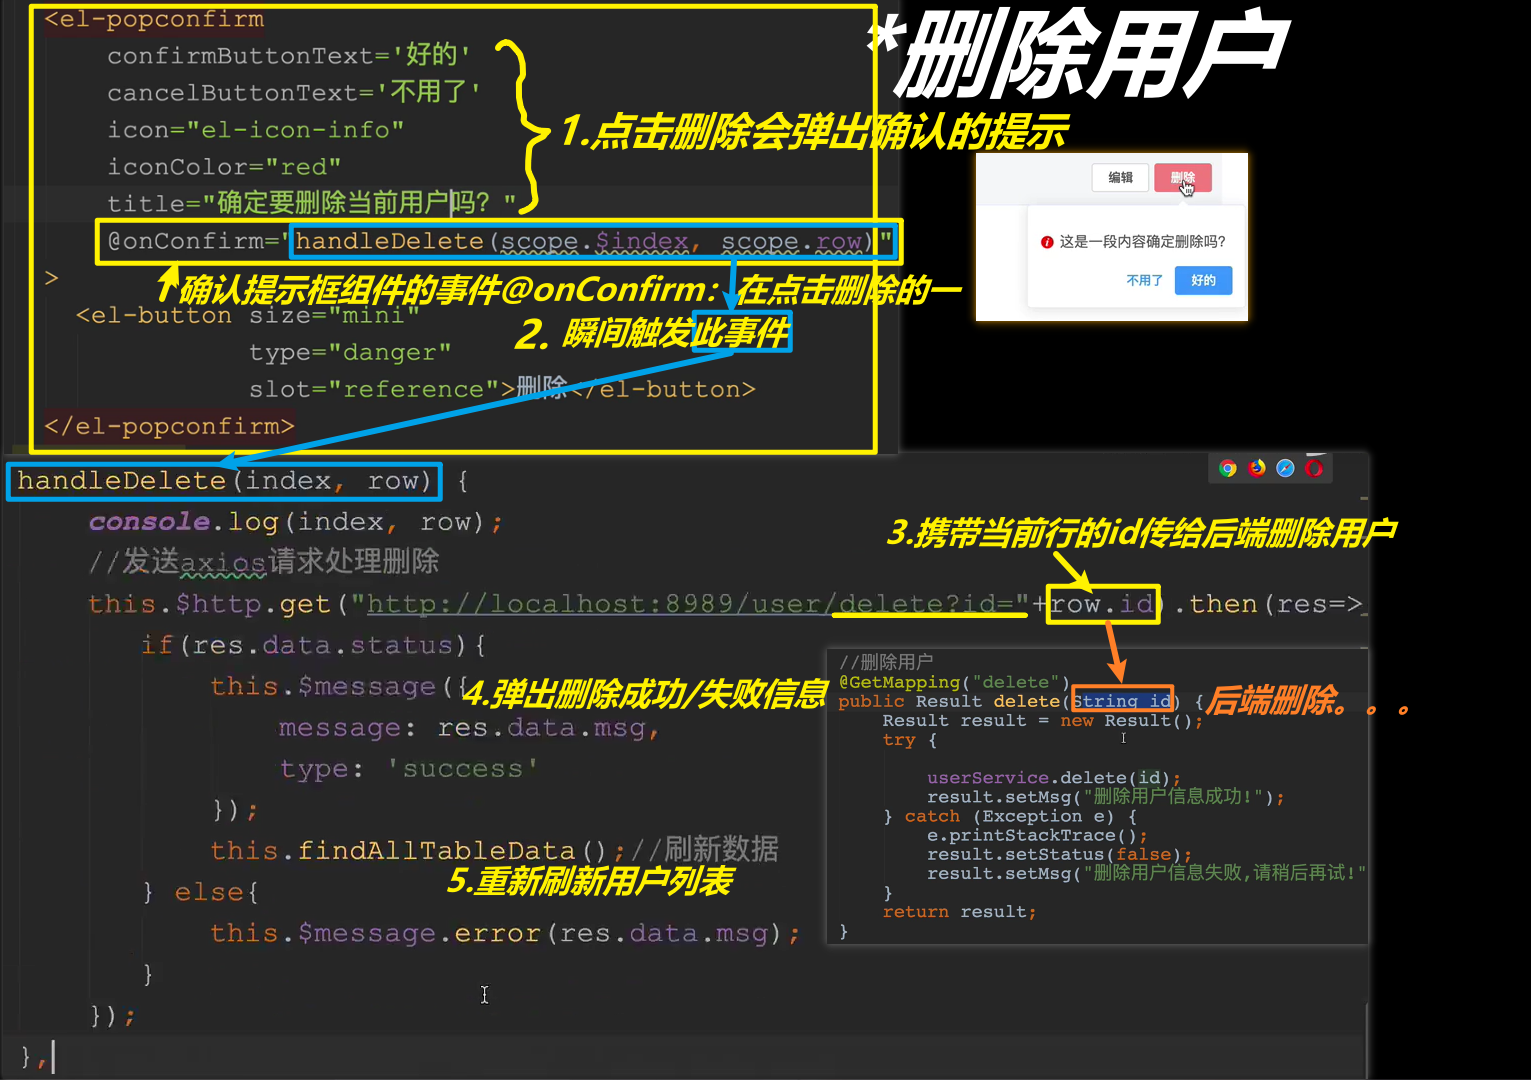 *删除用户
<el-popconfirm
confirmButtonText='好的'
cancelButtonText='不用了'
icon="el-icon-info"
iconColor="red"
title="确定要删除当前用户吗？"
@onConfirm="handleDelete(scope.$index, scope.row)"
>
<el-button size="mini"
type="danger"
slot="reference">删除</el-button>
</el-popconfirm>
1.点击删除会弹出确认的提示
编辑
删除
这是一段内容确定删除吗？
不用了
好的
确认提示框组件的事件@onConfirm：在点击删除的一
2. 瞬间触发此事件
handleDelete(index, row) {
console.log(index, row);
//发送axios请求处理删除
this.$http.get("http://localhost:8989/user/delete?id="+row.id).then(res=>
if(res.data.status){
this.$message({
message: res.data.msg,
type: 'success'
});
this.findAllTableData();//刷新数据
} else{
this.$message.error(res.data.msg);
}
});
},
3.携带当前行的id传给后端删除用户
4.弹出删除成功/失败信息
5.重新刷新用户列表
//删除用户
@GetMapping("delete")
public Result delete(String id) {
Result result = new Result();
try {
userService.delete(id);
result.setMsg("删除用户信息成功!");
} catch (Exception e) {
e.printStackTrace();
result.setStatus(false);
result.setMsg("删除用户信息失败,请稍后再试!"
}
return result;
}
后端删除。。。